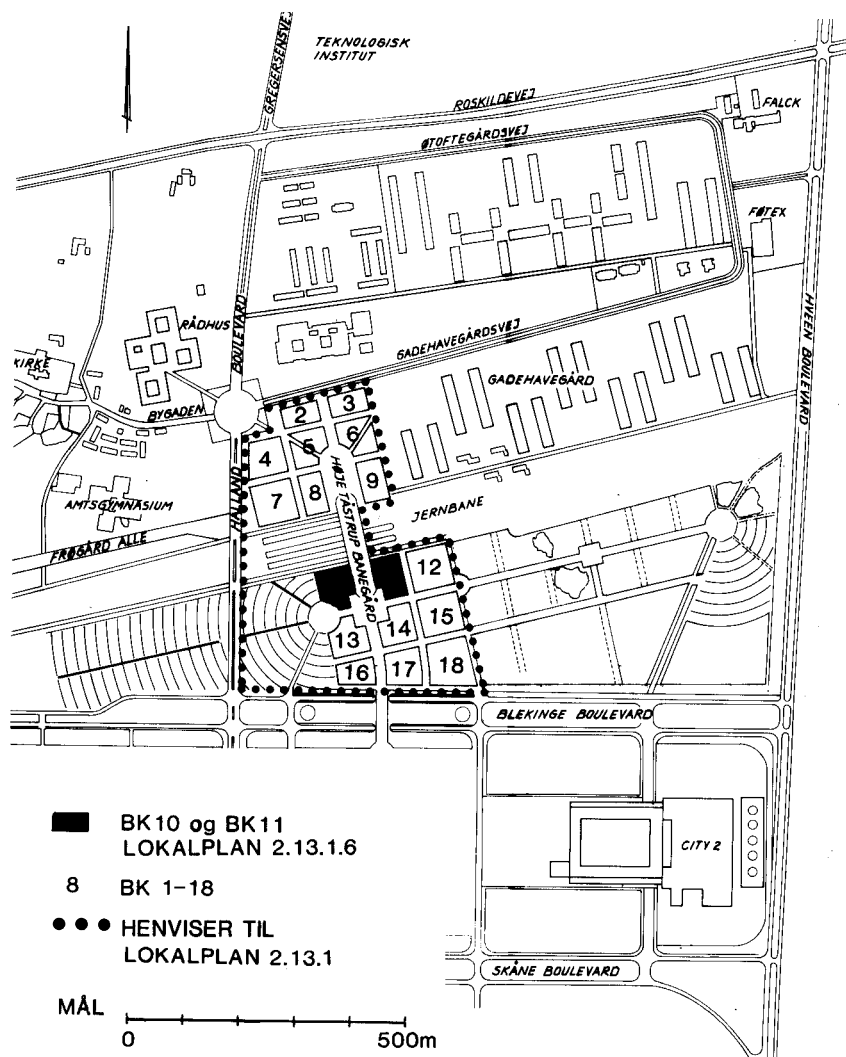 TEKNOLOGISK
INSTITUT
GREGERSENSVEJ
ROSKILDEVEJ
FALCK
ØTOFTEGÅRDSVEJ
FØTEX
RÅDHUS
BOULEVARD
GADEHAVEGÅRDSVEJ
HVEEN BOULEVARD
KIRKE
GADEHAVEGÅRD
BYGADEN
2
3
4
5
6
7
8
9
HALLAND
HØJE TÅSTRUP BANEGÅRD
AMTSGYMNASIUM
JERNBANE
FRØGÅRD ALLE
12
13
14
15
16
17
18
BLEKINGE BOULEVARD
CITY 2
BK10 og BK11
LOKALPLAN 2.13.1.6
8 BK 1-18
HENVISER TIL
LOKALPLAN 2.13.1
SKÅNE BOULEVARD
MÅL
0 500m